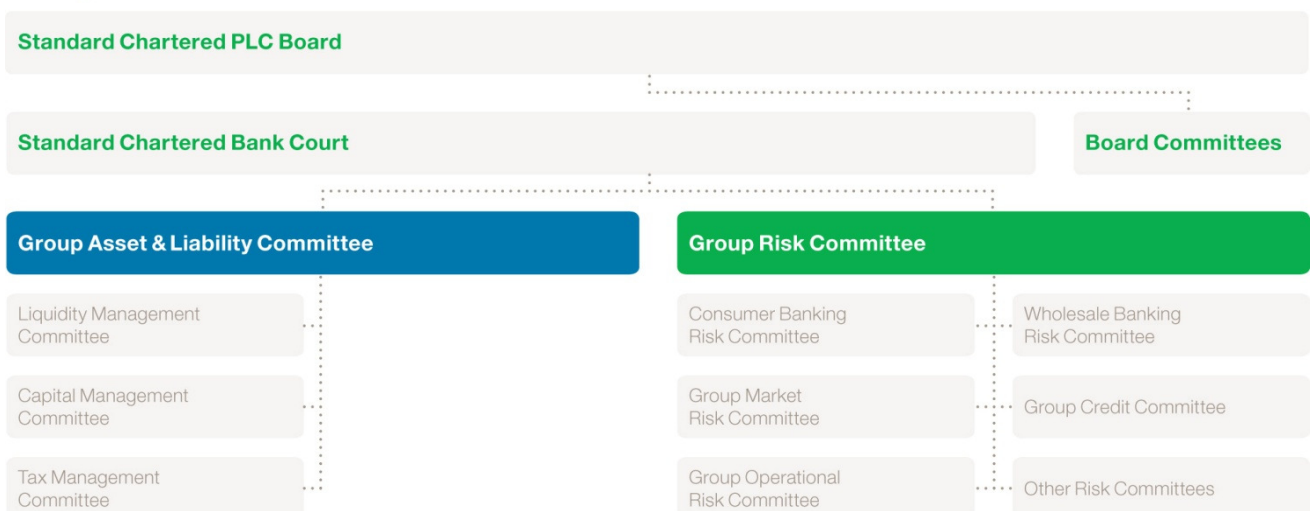 Standard Chartered PLC Board
Standard Chartered Bank Court
Board Committees
Group Asset & Liability Committee
Group Risk Committee
Liquidity Management
Committee
Consumer Banking
Risk Committee
Wholesale Banking
Risk Committee
Capital Management
Committee
Group Market
Risk Committee
Group Credit Committee
Tax Management
Committee
Group Operational
Risk Committee
Other Risk Committees